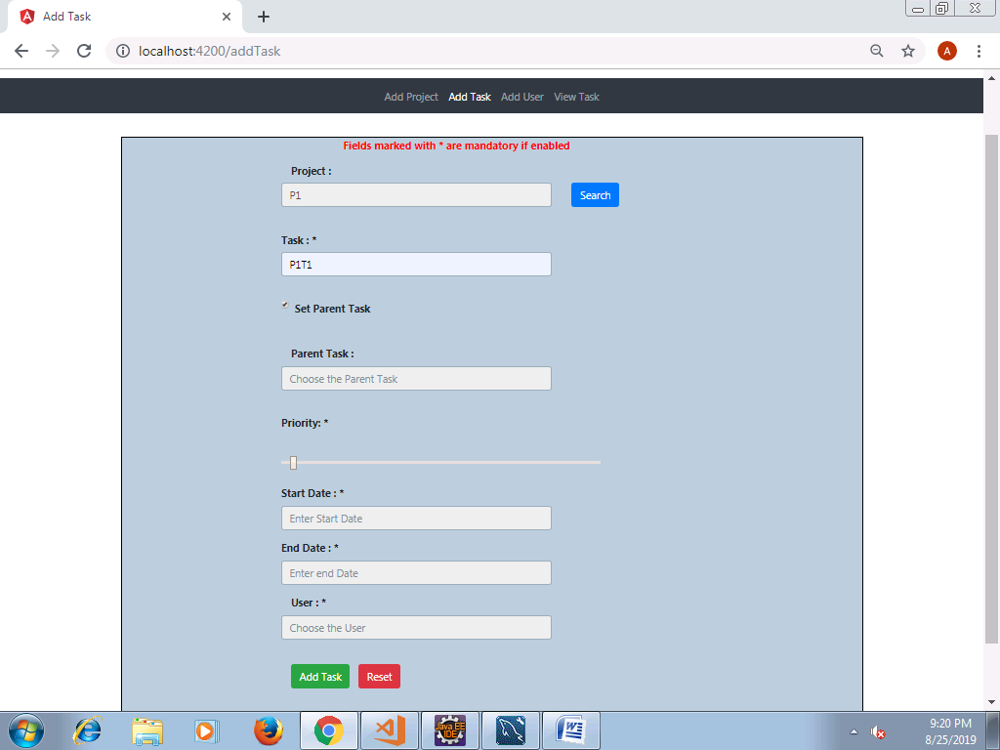 Add Task
localhost:4200/addTask
A
Add Project Add Task Add User View Task
Fields marked with * are mandatory if enabled
Project :
P1
Search
Task : *
P1T1
Set Parent Task
Parent Task :
Choose the Parent Task
Priority: *
Start Date : *
Enter Start Date
End Date : *
Enter end Date
User : *
Choose the User
Add Task Reset
Java EE
IDE
9:20 PM
8/25/2019